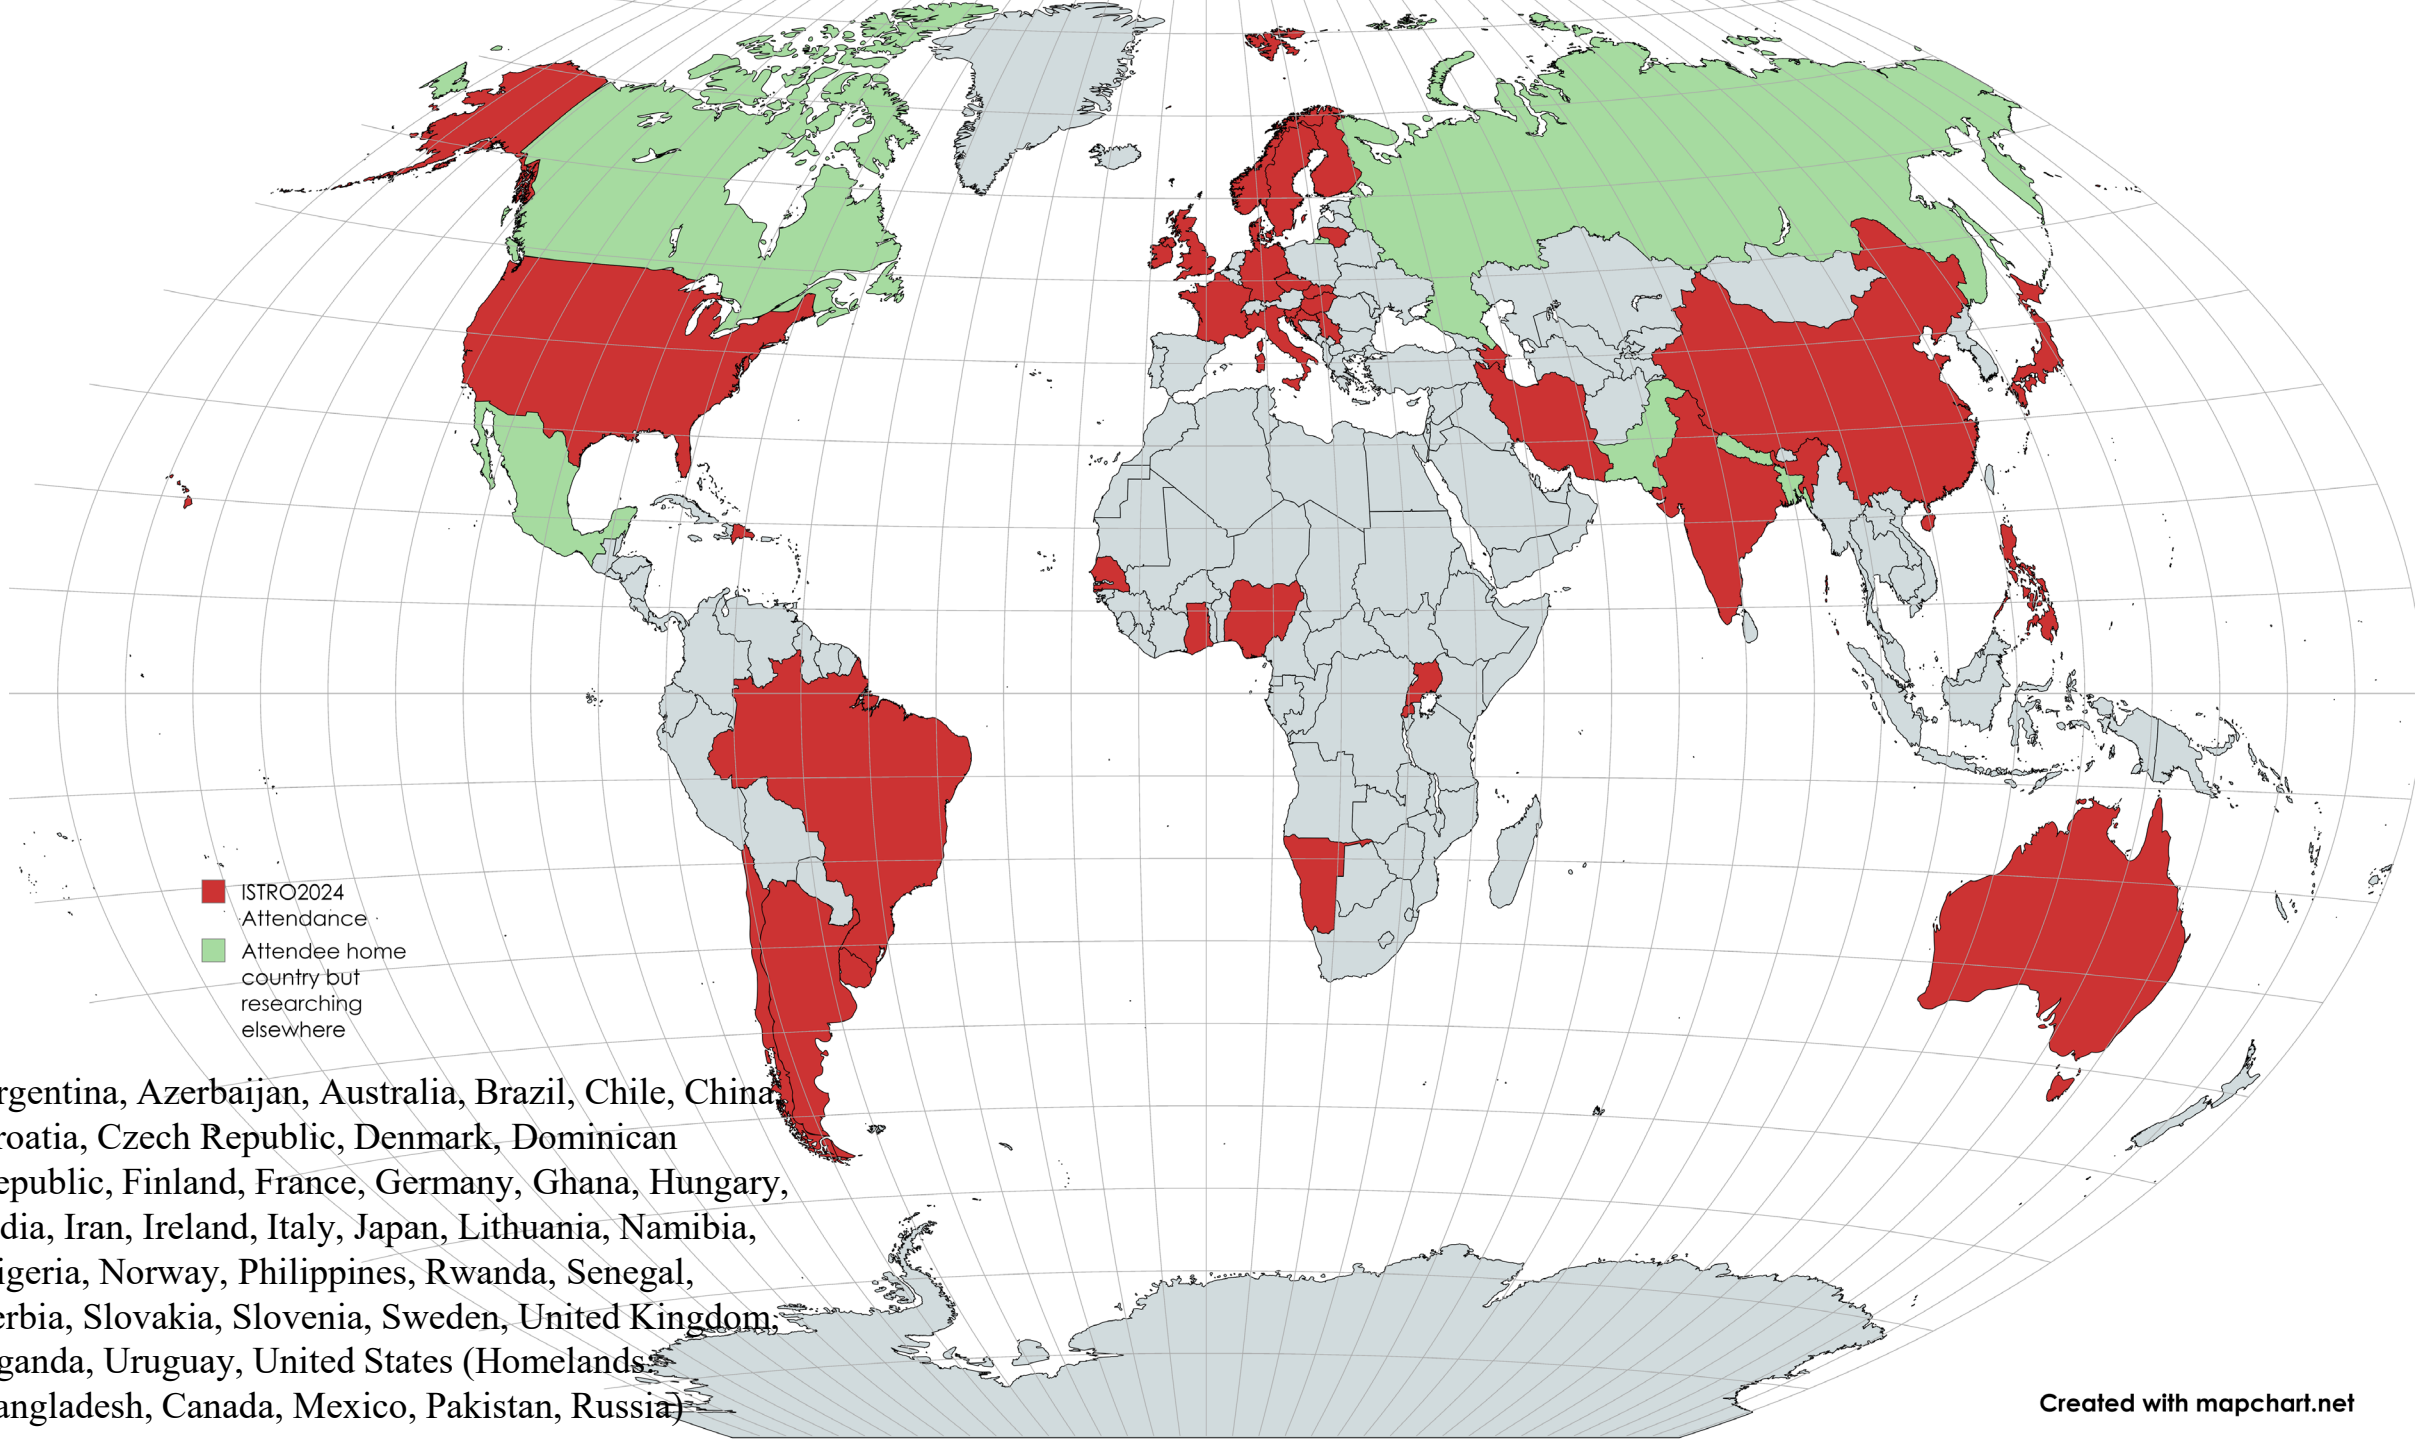 ISTRO2024
Attendance
Attendee home
country but
researching
elsewhere
rgentina, Azerbaijan, Australia, Brazil, Chile, China,
roatia, Czech Republic, Denmark, Dominican
epublic, Finland, France, Germany, Ghana, Hungary,
dia, Iran, Ireland, Italy, Japan, Lithuania, Namibia,
igeria, Norway, Philippines, Rwanda, Senegal,
erbia, Slovakia, Slovenia, Sweden, United Kingdom,
ganda, Uruguay, United States (Homelands:
angladesh, Canada, Mexico, Pakistan, Russia)
Created with mapchart.net